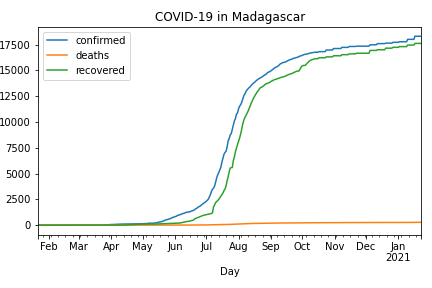 COVID-19 in Madagascar
confirmed
deaths
recovered
17500
15000
12500
10000
7500
5000
2500
0
Feb Mar Apr May Jun Jul Aug Sep Oct Nov Dec Jan
2021
Day